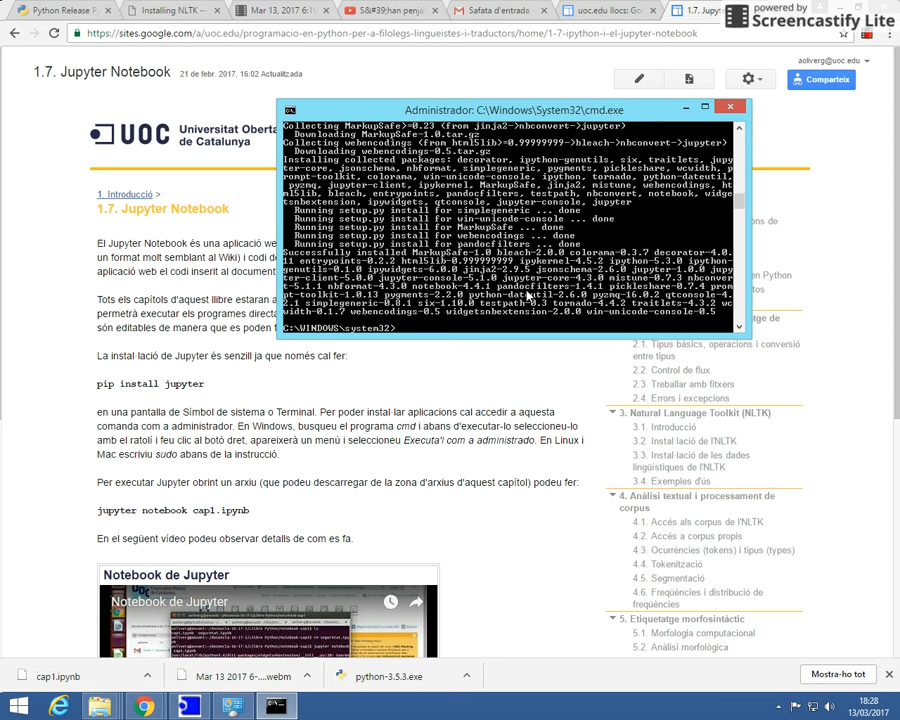 Python Release P
Installing NLTK —
Mar 13, 2017 6:19
S&#39;han penja
Safata d'entrada
uoc.edu llocs: Go
1.7. Jupy
powered by
Screencastify Lite
https://sites.google.com/a/uoc.edu/programacio-en-python-per-a-filolegs-lingueistes-i-traductors/home/1-7-ipython-i-el-jupyter-notebook
aoliverg@uoc.edu
1.7. Jupyter Notebook
21 de febr. 2017, 16:02 Actualitzada
Comparteix
UOC
Universitat Oberta
de Catalunya
Administrador: C:\Windows\System32\cmd.exe
Collecting MarkupSafe>=0.23 (from jinja2->nbconvert->jupyter)
Downloading MarkupSafe-1.0.tar.gz
Collecting webencodings (from html5lib>=0.99999999->bleach->nbconvert->jupyter)
Downloading webencodings-0.5.tar.gz
Installing collected packages: decorator, ipython-genutils, six, traitlets, jupy
ter-core, jsonschema, nbformat, simplegeneric, pygments, pickleshare, wcwidth, p
rompt-toolkit, colorama, win-unicode-console, ipython, tornado, python-dateutil,
pyzmq, jupyter-client, ipykernel, MarkupSafe, jinja2, mistune, webencodings, ht
ml5lib, bleach, entrypoints, pandocfilters, testpath, nbconvert, notebook, widge
tsnbextension, ipywidgets, qtconsole, jupyter-console, jupyter
Running setup.py install for simplegeneric ... done
Running setup.py install for win-unicode-console ... done
Running setup.py install for MarkupSafe ... done
Running setup.py install for webencodings ... done
Running setup.py install for pandocfilters ... done
Successfully installed MarkupSafe-1.0 bleach-2.0.0 colorama-0.3.7 decorator-4.0.
11 entrypoints-0.2.2 html5lib-0.999999999 ipykernel-4.5.2 ipython-5.3.0 ipython-
genutils-0.1.0 ipywidgets-6.0.0 jinja2-2.9.5 jsonschema-2.6.0 jupyter-1.0.0 jupy
ter-client-5.0.0 jupyter-console-5.1.0 jupyter-core-4.3.0 mistune-0.7.3 nbconver
t-5.1.1 nbformat-4.3.0 notebook-4.4.1 pandocfilters-1.4.1 pickleshare-0.7.4 prom
pt-toolkit-1.0.13 pygments-2.2.0 python-dateutil-2.6.0 pyzmq-16.0.2 qtconsole-4.
2.1 simplegeneric-0.8.1 six-1.10.0 testpath-0.3 tornado-4.4.2 traitlets-4.3.2 wc
width-0.1.7 webencodings-0.5 widgetsnbextension-2.0.0 win-unicode-console-0.5
C:\WINDOWS\system32>
1. Introducció >
1.7. Jupyter Notebook
El Jupyter Notebook és una aplicació we
un format molt semblant al Wiki) i codi de
aplicació web el codi inserit al document
Tots els capítols d'aquest llibre estaran a
permetrà executar els programes directa
són editables de manera que es poden t
La instal·lació de Jupyter és senzill ja que només cal fer:
pip install jupyter
en una pantalla de Símbol de sistema o Terminal. Per poder instal·lar aplicacions cal accedir a aquesta
comanda com a administrador. En Windows, busqueu el programa cmd i abans d'executar-lo seleccioneu-lo
amb el ratolí i feu clic al botó dret, apareixerà un menú i seleccioneu Executa'l com a administrado. En Linux i
Mac escriviu sudo abans de la instrucció.
Per executar Jupyter obrint un arxiu (que podeu descarregar de la zona d'arxius d'aquest capítol) podeu fer:
jupyter notebook cap1.ipynb
En el següent vídeo podeu observar detalls de com es fa.
Notebook de Jupyter
Notebook de Jupyter
ns de
en Python
tge de
2.1. Tipus bàsics, operacions i conversió
entre tipus
2.2. Control de flux
2.3. Treballar amb fitxers
2.4. Errors i excepcions
3. Natural Language Toolkit (NLTK)
3.1. Introducció
3.2. Instal lació de l'NLTK
3.3. Instal·lació de les dades
lingüístiques de l'NLTK
3.4. Exemples d'ús
4. Anàlisi textual i processament de
corpus
4.1. Accés als corpus de l'NLTK
4.2. Accés a corpus propis
4.3. Ocurrències (tokens) i tipus (types)
4.4. Tokenització
4.5. Segmentació
4.6. Freqüències i distribució de
freqüències
5. Etiquetatge morfosintàctic
5.1. Morfologia computacional
5.2. Anàlisi morfològica
cap1.ipynb
Mar 13 2017 6-....webm
python-3.5.3.exe
Mostra-ho tot
18:28
13/03/2017